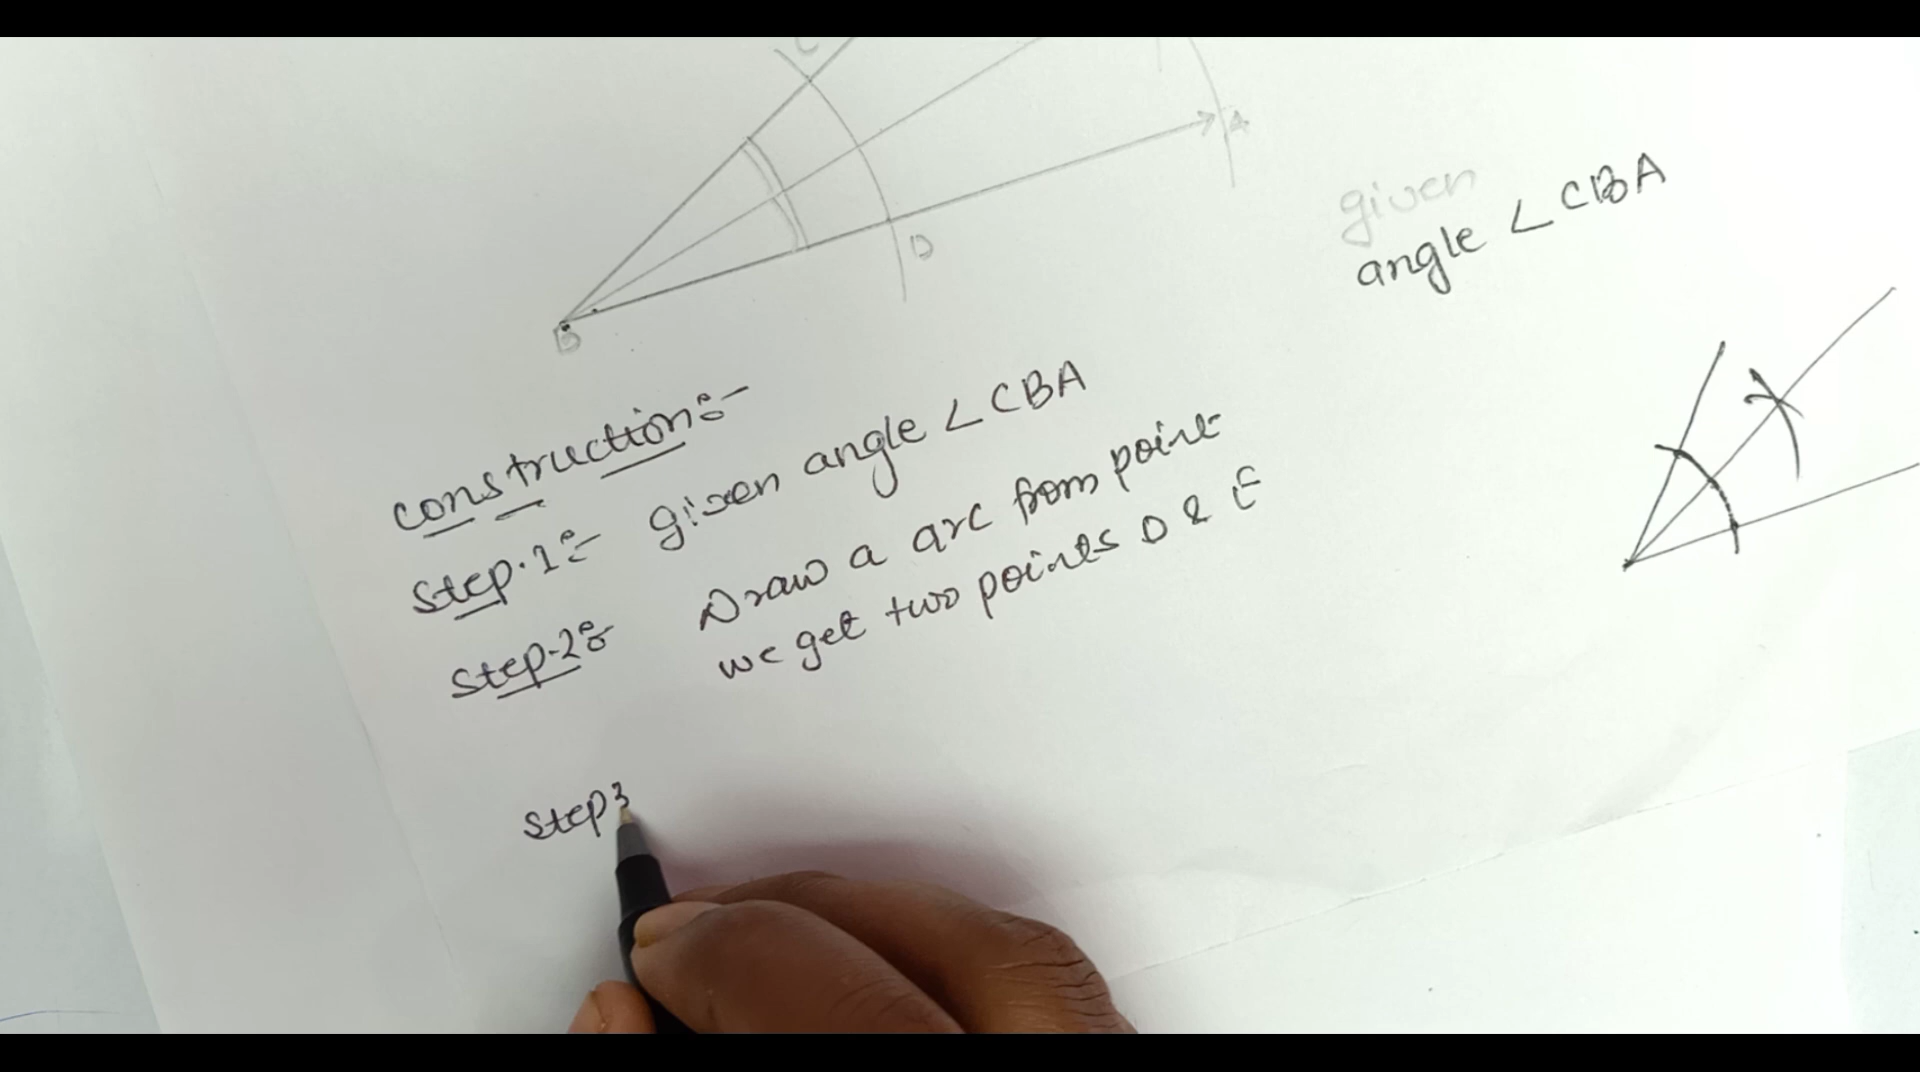 A
D
B
given
angle ∠CBA
construction:-
Step.1:- given angle ∠CBA
Step-2:- Draw a arc from point
we get two points D & E
Step3